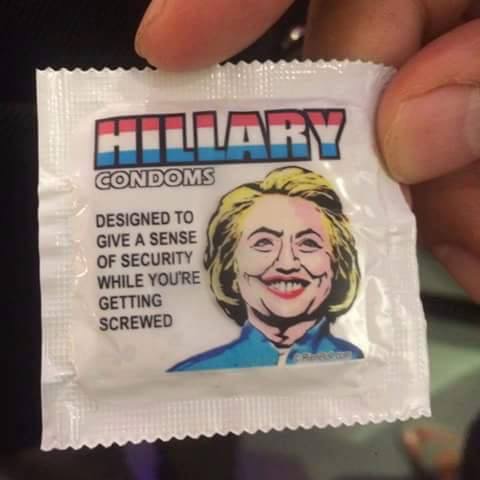 HILLARY
CONDOMS
DESIGNED TO
GIVE A SENSE
OF SECURITY
WHILE YOU'RE
GETTING
SCREWED